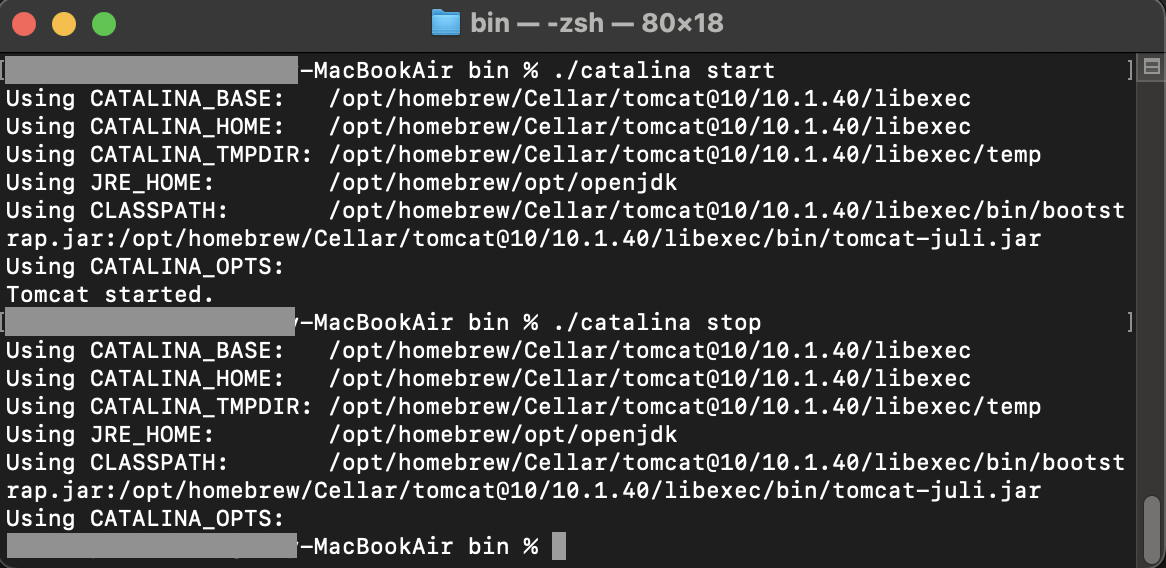 bin — -zsh — 80×18
[-MacBookAir bin % ./catalina start ]
Using CATALINA_BASE:   /opt/homebrew/Cellar/tomcat@10/10.1.40/libexec
Using CATALINA_HOME:   /opt/homebrew/Cellar/tomcat@10/10.1.40/libexec
Using CATALINA_TMPDIR: /opt/homebrew/Cellar/tomcat@10/10.1.40/libexec/temp
Using JRE_HOME:        /opt/homebrew/opt/openjdk
Using CLASSPATH:       /opt/homebrew/Cellar/tomcat@10/10.1.40/libexec/bin/bootst
rap.jar:/opt/homebrew/Cellar/tomcat@10/10.1.40/libexec/bin/tomcat-juli.jar
Using CATALINA_OPTS:
Tomcat started.
[-MacBookAir bin % ./catalina stop ]
Using CATALINA_BASE:   /opt/homebrew/Cellar/tomcat@10/10.1.40/libexec
Using CATALINA_HOME:   /opt/homebrew/Cellar/tomcat@10/10.1.40/libexec
Using CATALINA_TMPDIR: /opt/homebrew/Cellar/tomcat@10/10.1.40/libexec/temp
Using JRE_HOME:        /opt/homebrew/opt/openjdk
Using CLASSPATH:       /opt/homebrew/Cellar/tomcat@10/10.1.40/libexec/bin/bootst
rap.jar:/opt/homebrew/Cellar/tomcat@10/10.1.40/libexec/bin/tomcat-juli.jar
Using CATALINA_OPTS:
-MacBookAir bin %